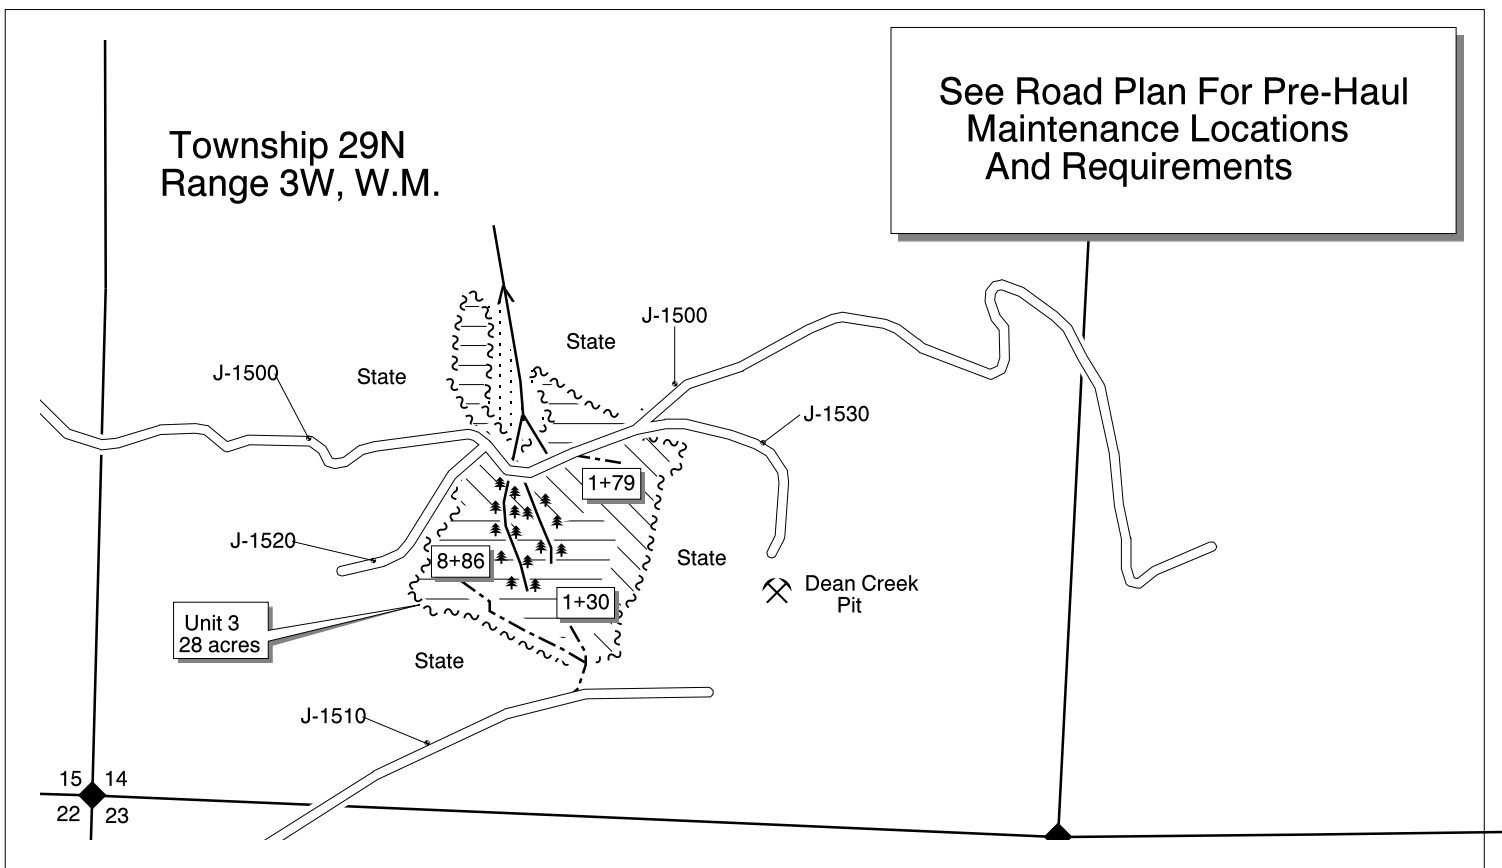 See Road Plan For Pre-Haul
Maintenance Locations
And Requirements
Township 29N
Range 3W, W.M.
J-1500
State
J-1500
State
J-1530
1+79
J-1520
8+86
State
Dean Creek
Pit
1+30
Unit 3
28 acres
State
J-1510
15 14
22 23